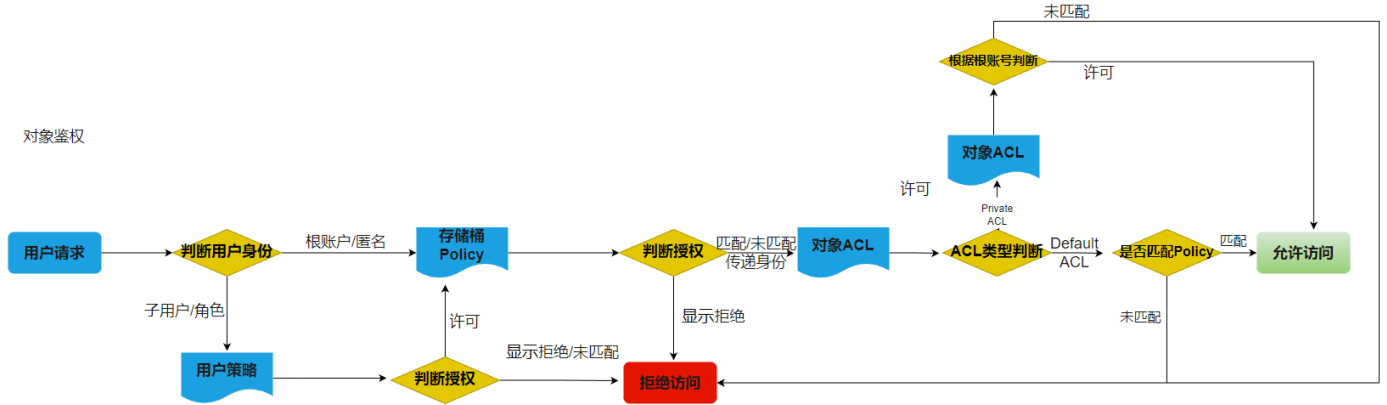 未匹配
根据根账号判断
许可
对象鉴权
对象ACL
许可
Private
ACL
用户请求
判断用户身份
根账户/匿名
存储桶
Policy
判断授权
匹配/未匹配
传递身份
对象ACL
ACL类型判断
Default
ACL
是否匹配Policy
匹配
允许访问
子用户/角色
许可
显示拒绝
未匹配
用户策略
判断授权
显示拒绝/未匹配
拒绝访问